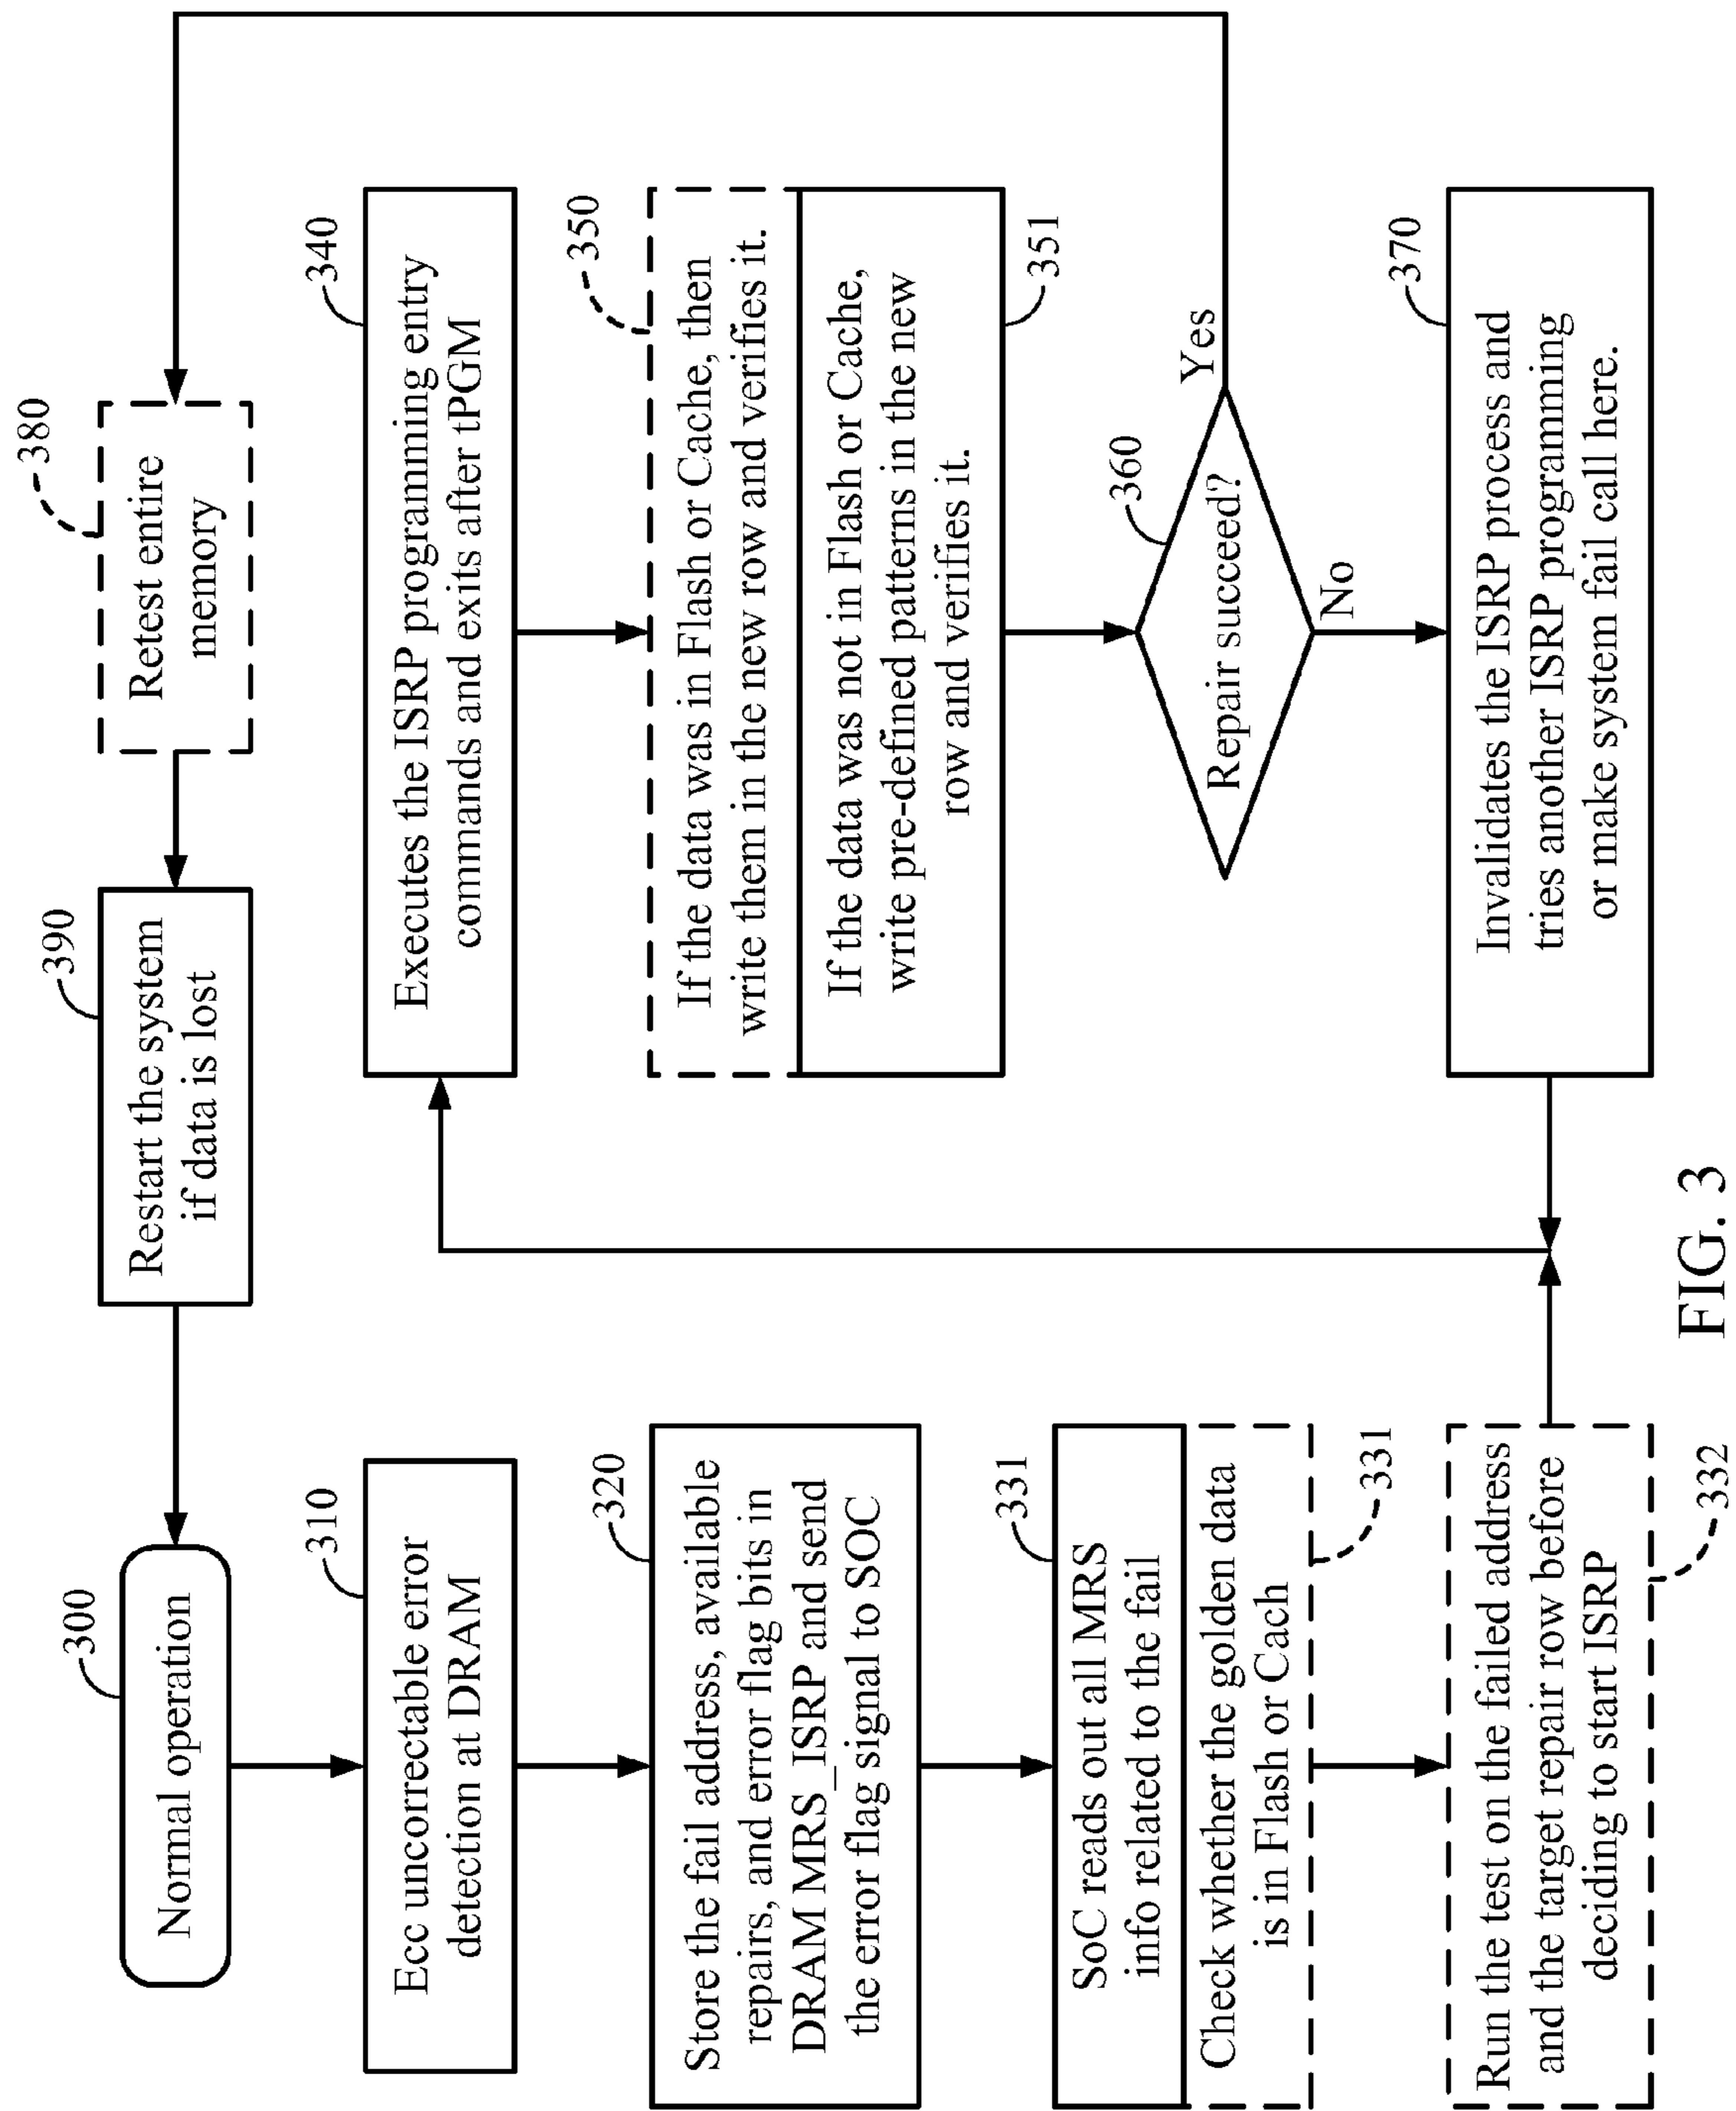 300
Normal operation
310
Ecc uncorrectable error
detection at DRAM
320
Store the fail address, available
repairs, and error flag bits in
DRAM MRS_ISRP and send
the error flag signal to SOC
331
SoC reads out all MRS
info related to the fail
Check whether the golden data
is in Flash or Cach
331
Run the test on the failed address
and the target repair row before
deciding to start ISRP
332
390
Restart the system
if data is lost
380
Retest entire
memory
340
Executes the ISRP programming entry
commands and exits after tPGM
350
If the data was in Flash or Cache, then
write them in the new row and verifies it.
If the data was not in Flash or Cache,
write pre-defined patterns in the new
row and verifies it.
351
360
Repair succeed?
Yes
No
370
Invalidates the ISRP process and
tries another ISRP programming
or make system fail call here.
FIG. 3